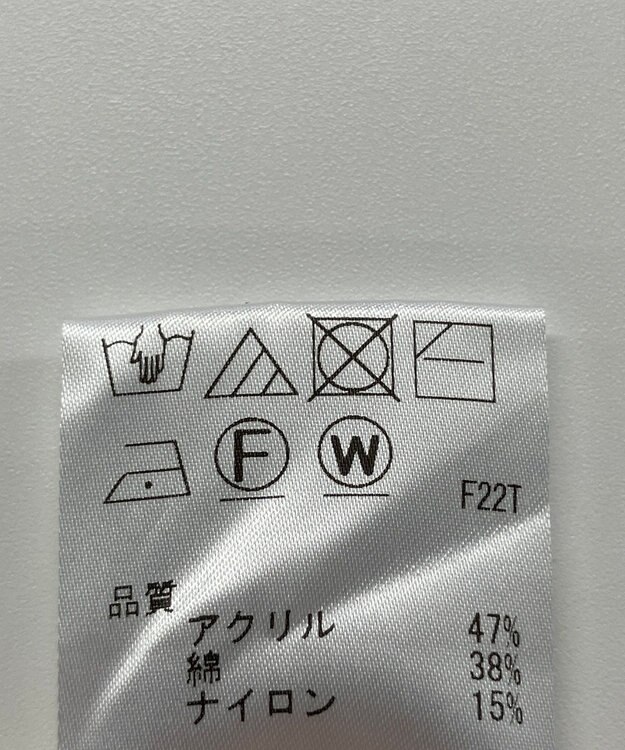 F W F22T
品質
アクリル 47%
綿 38%
ナイロン 15%